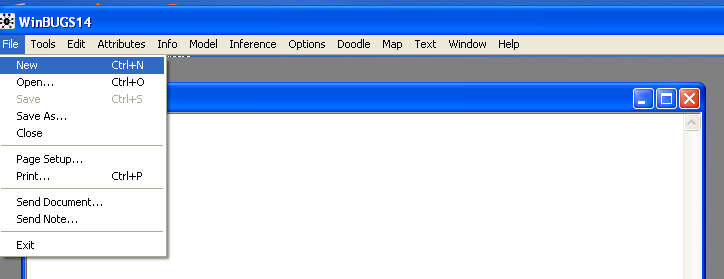 WinBUGS14
File Tools Edit Attributes Info Model Inference Options Doodle Map Text Window Help
New Ctrl+N
Open... Ctrl+O
Save Ctrl+S
Save As...
Close
Page Setup...
Print... Ctrl+P
Send Document...
Send Note...
Exit